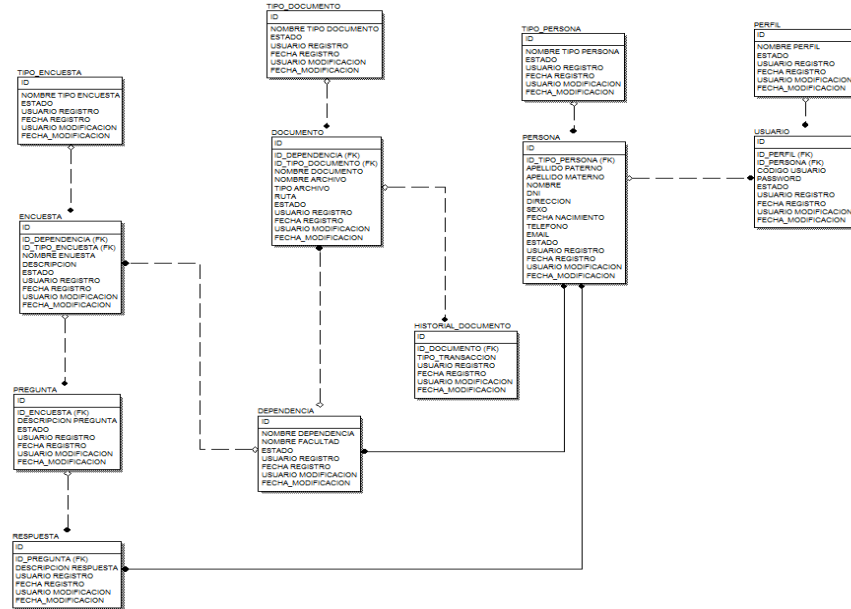 TIPO_DOCUMENTO
ID
NOMBRE TIPO DOCUMENTO
ESTADO
USUARIO REGISTRO
FECHA REGISTRO
USUARIO MODIFICACION
FECHA_MODIFICACION
TIPO_PERSONA
ID
NOMBRE TIPO PERSONA
ESTADO
USUARIO REGISTRO
FECHA REGISTRO
USUARIO MODIFICACION
FECHA_MODIFICACION
PERFIL
ID
NOMBRE PERFIL
ESTADO
USUARIO REGISTRO
FECHA REGISTRO
USUARIO MODIFICACION
FECHA_MODIFICACION
TIPO_ENCUESTA
ID
NOMBRE TIPO ENCUESTA
ESTADO
USUARIO REGISTRO
FECHA REGISTRO
USUARIO MODIFICACION
FECHA_MODIFICACION
DOCUMENTO
ID
ID_DEPENDENCIA (FK)
ID_TIPO_DOCUMENTO (FK)
NOMBRE DOCUMENTO
NOMBRE ARCHIVO
TIPO ARCHIVO
RUTA
ESTADO
USUARIO REGISTRO
FECHA REGISTRO
USUARIO MODIFICACION
FECHA_MODIFICACION
PERSONA
ID
ID_TIPO_PERSONA (FK)
APELLIDO PATERNO
APELLIDO MATERNO
NOMBRE
DNI
DIRECCION
SEXO
FECHA NACIMIENTO
TELEFONO
EMAIL
ESTADO
USUARIO REGISTRO
FECHA REGISTRO
USUARIO MODIFICACION
FECHA_MODIFICACION
USUARIO
ID
ID_PERFIL (FK)
ID_PERSONA (FK)
CODIGO USUARIO
PASSWORD
ESTADO
USUARIO REGISTRO
FECHA REGISTRO
USUARIO MODIFICACION
FECHA_MODIFICACION
ENCUESTA
ID
ID_DEPENDENCIA (FK)
ID_TIPO_ENCUESTA (FK)
NOMBRE ENUESTA
DESCRIPCION
ESTADO
USUARIO REGISTRO
FECHA REGISTRO
USUARIO MODIFICACION
FECHA_MODIFICACION
HISTORIAL_DOCUMENTO
ID
ID_DOCUMENTO (FK)
TIPO_TRANSACCION
USUARIO REGISTRO
FECHA REGISTRO
USUARIO MODIFICACION
FECHA_MODIFICACION
PREGUNTA
ID
ID_ENCUESTA (FK)
DESCRIPCION PREGUNTA
ESTADO
USUARIO REGISTRO
FECHA REGISTRO
USUARIO MODIFICACION
FECHA_MODIFICACION
DEPENDENCIA
ID
NOMBRE DEPENDENCIA
NOMBRE FACULTAD
ESTADO
USUARIO REGISTRO
FECHA REGISTRO
USUARIO MODIFICACION
FECHA_MODIFICACION
RESPUESTA
ID
ID_PREGUNTA (FK)
DESCRIPCION RESPUESTA
USUARIO REGISTRO
FECHA REGISTRO
USUARIO MODIFICACION
FECHA_MODIFICACION